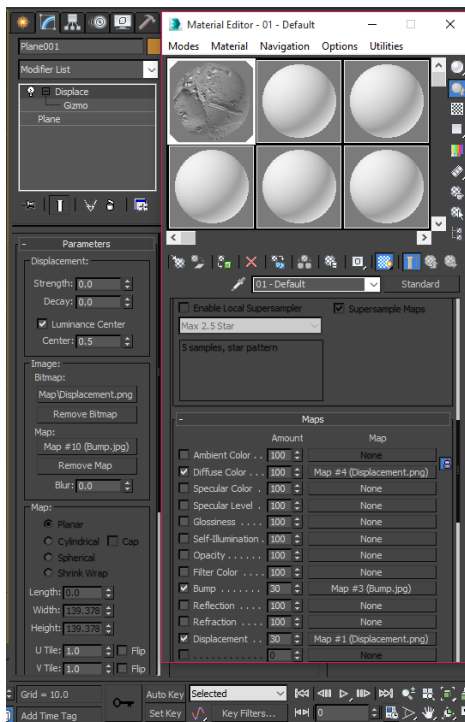 Material Editor - 01 - Default
Modes Material Navigation Options Utilities
Plane001
Modifier List
Displace
Gizmo
Plane
Parameters
Displacement:
Strength: 0.0
Decay: 0.0
Luminance Center
Center: 0.5
Image:
Bitmap:
Map\Displacement.png
Remove Bitmap
Map:
Map #10 (Bump.jpg)
Remove Map
Blur: 0.0
Map:
Planar
Cylindrical Cap
Spherical
Shrink Wrap
Length: 0.0
Width: 139.378
Height: 139.378
U Tile: 1.0 Flip
V Tile: 1.0 Flip
01 - Default Standard
Enable Local Supersampler Supersample Maps
Max 2.5 Star
5 samples, star pattern
Maps
Amount Map
Ambient Color . . 100 None
Diffuse Color . . . 100 Map #4 (Displacement.png)
Specular Color . 100 None
Specular Level . 100 None
Glossiness . . . . 100 None
Self-Illumination . 100 None
Opacity . . . . . . 100 None
Filter Color . . . . 100 None
Bump . . . . . . . 30 Map #3 (Bump.jpg)
Reflection . . . . 100 None
Refraction . . . . 100 None
Displacement . . 30 Map #1 (Displacement.png)
. . . . . . . . . . . 0 None
Grid = 10.0
Add Time Tag
Auto Key Selected
Set Key Key Filters... 0